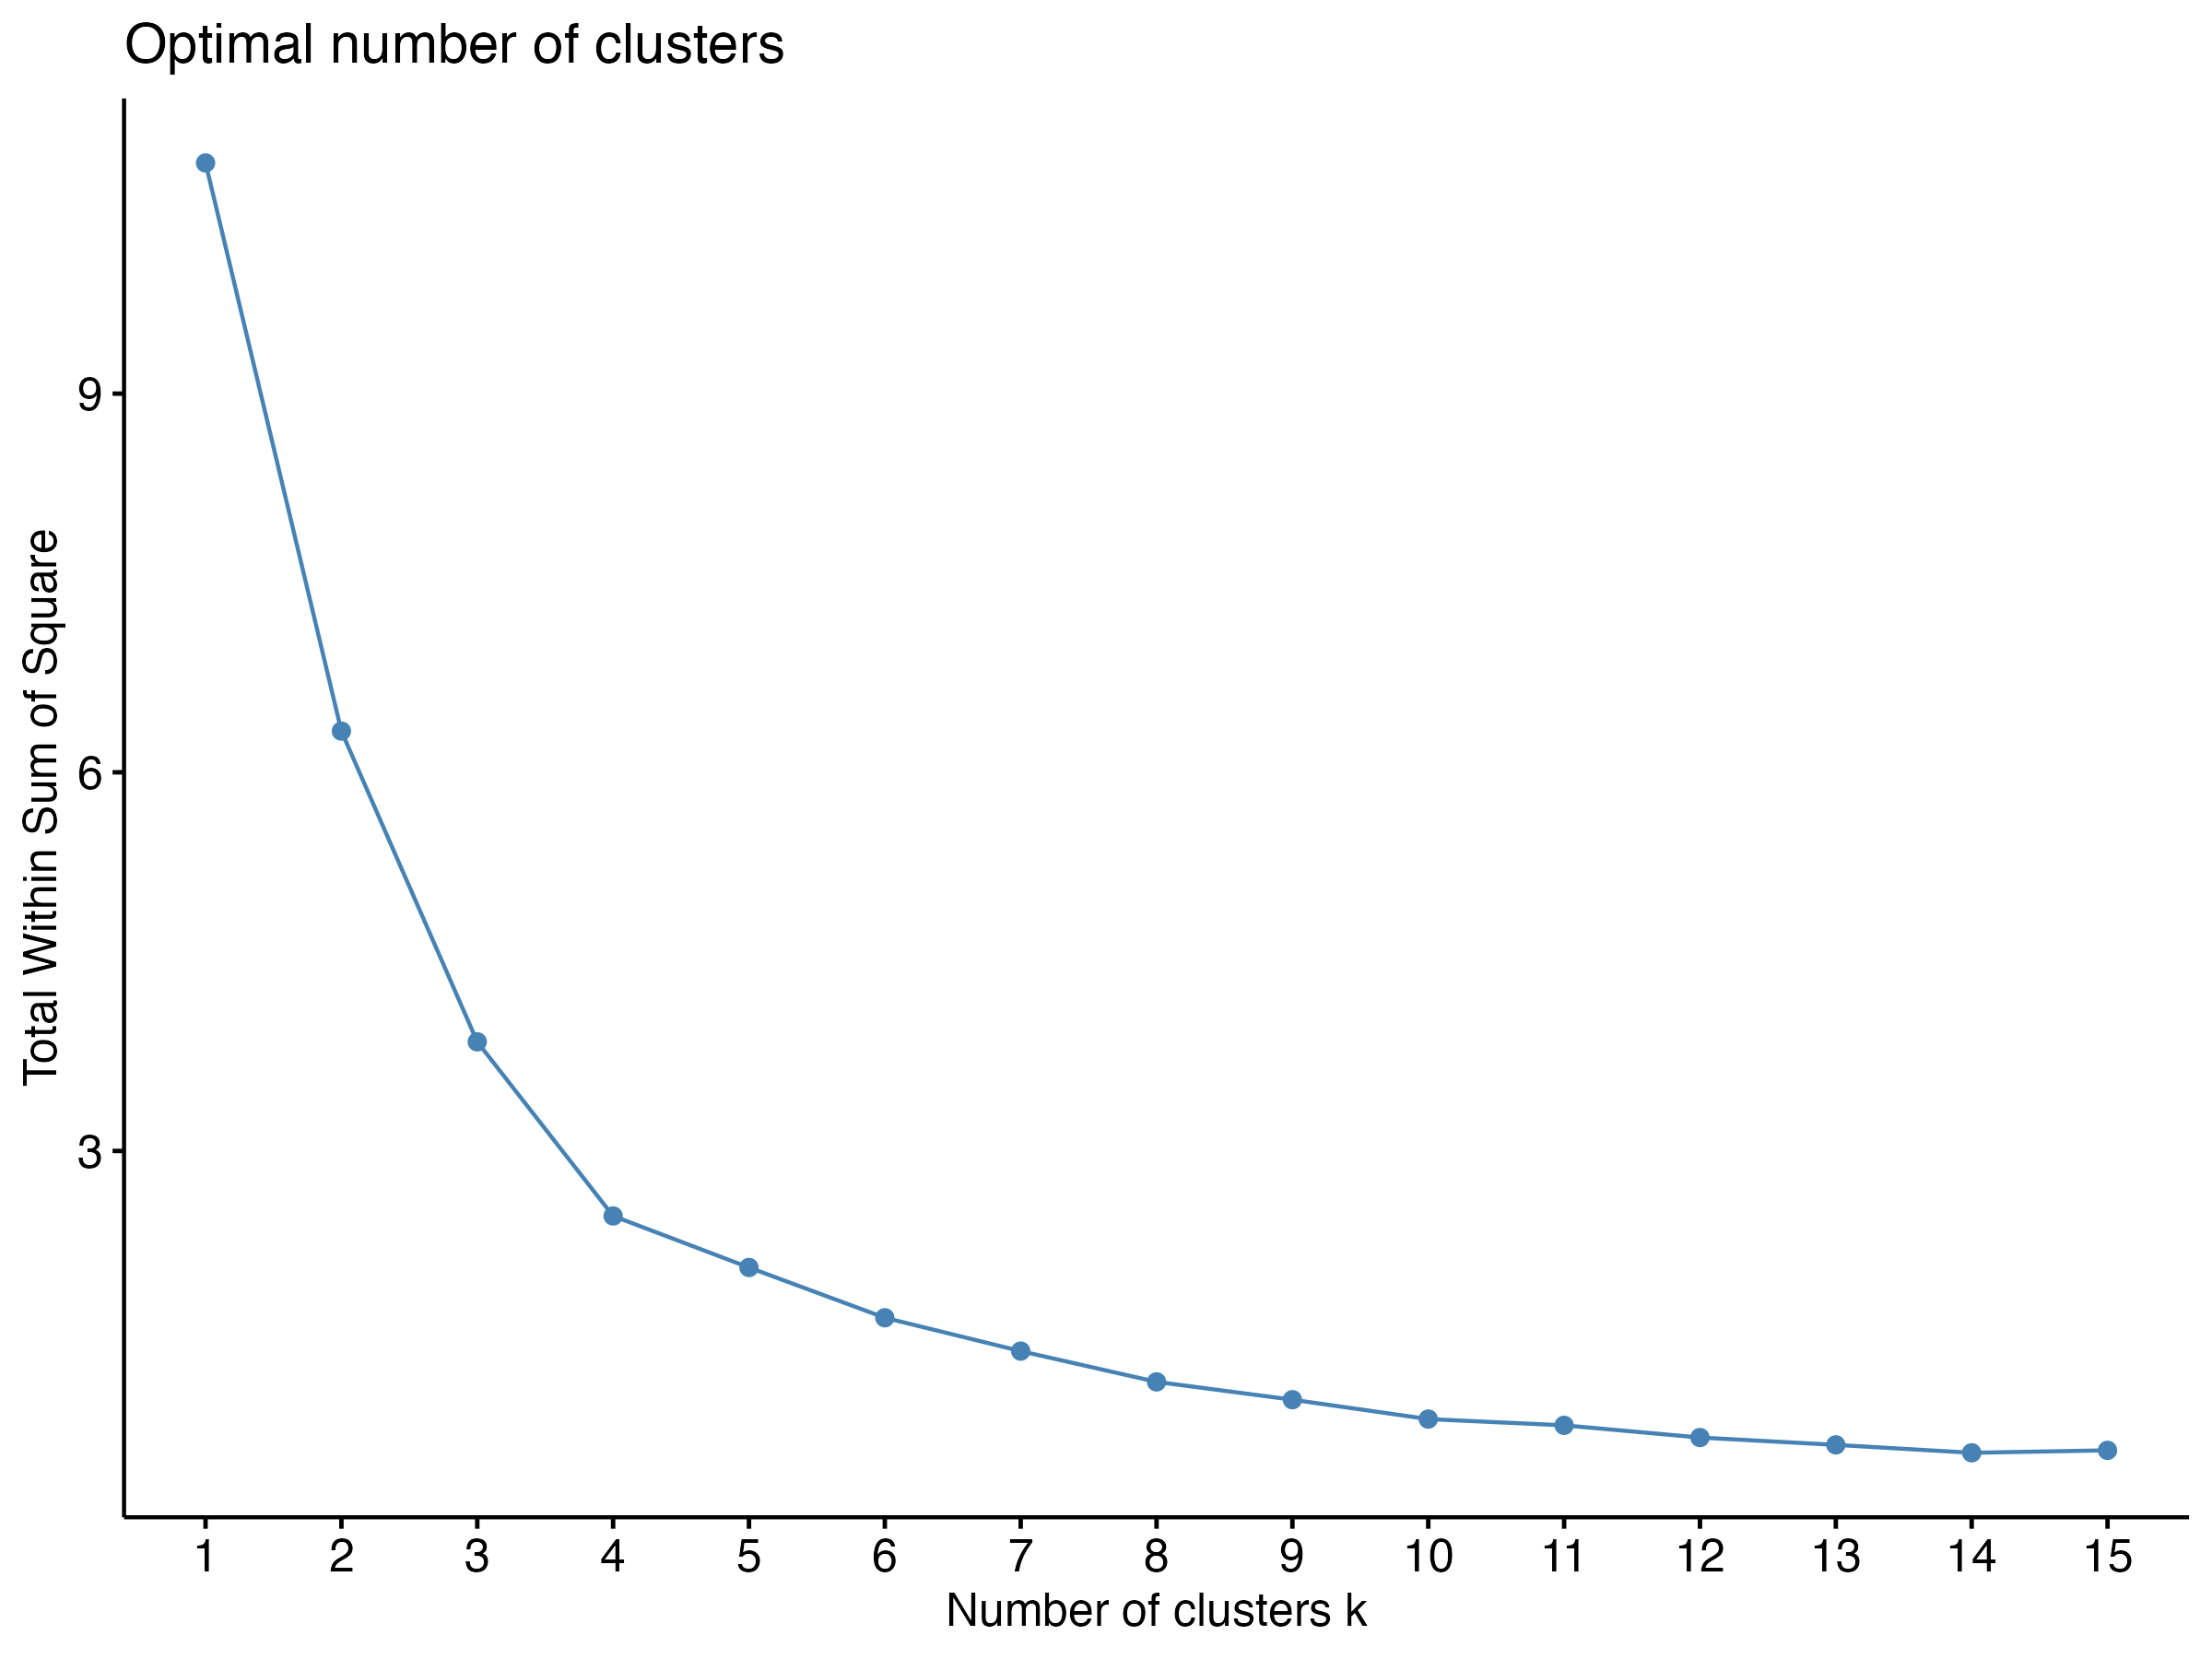 Optimal number of clusters
Total Within Sum of Square
9
6
3
1 2 3 4 5 6 7 8 9 10 11 12 13 14 15
Number of clusters k